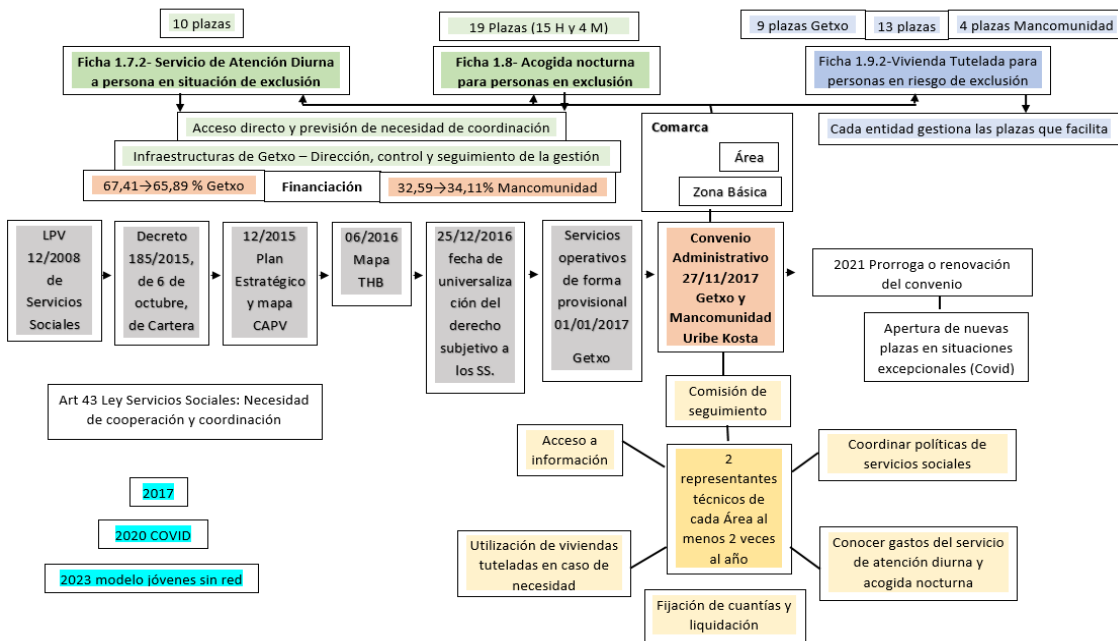 10 plazas
19 Plazas (15 H y 4 M)
9 plazas Getxo
13 plazas
4 plazas Mancomunidad
Ficha 1.7.2- Servicio de Atención Diurna
a persona en situación de exclusión
Ficha 1.8- Acogida nocturna
para personas en exclusión
Ficha 1.9.2-Vivienda Tutelada para
personas en riesgo de exclusión
Acceso directo y previsión de necesidad de coordinación
Comarca
Área
Zona Básica
Cada entidad gestiona las plazas que facilita
Infraestructuras de Getxo – Dirección, control y seguimiento de la gestión
67,41→65,89 % Getxo
Financiación
32,59→34,11% Mancomunidad
LPV
12/2008
de
Servicios
Sociales
Decreto
185/2015,
de 6 de
octubre,
de Cartera
12/2015
Plan
Estratégico
y mapa
CAPV
06/2016
Mapa
THB
25/12/2016
fecha de
universaliza
ción del
derecho
subjetivo a
los SS.
Servicios
operativos
de forma
provisional
01/01/2017
Getxo
Convenio
Administrativo
27/11/2017
Getxo y
Mancomunidad
Uribe Kosta
2021 Prorroga o renovación
del convenio
Apertura de nuevas
plazas en situaciones
excepcionales (Covid)
Art 43 Ley Servicios Sociales: Necesidad
de cooperación y coordinación
Comisión de
seguimiento
Acceso a
información
2
representantes
técnicos de
cada Área al
menos 2 veces
al año
Coordinar políticas de
servicios sociales
Utilización de viviendas
tuteladas en caso de
necesidad
Conocer gastos del servicio
de atención diurna y
acogida nocturna
Fijación de cuantías y
liquidación
2017
2020 COVID
2023 modelo jóvenes sin red